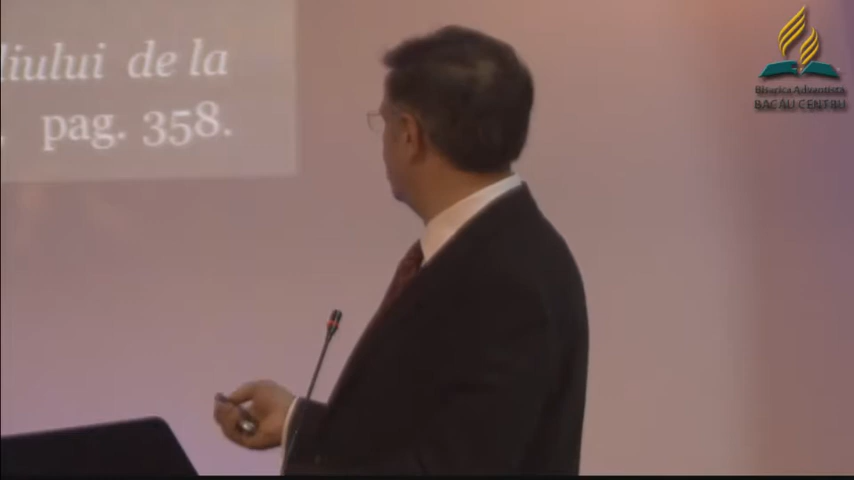 liului de la
, pag. 358.
Biserica Adventista
BACĂU CENTRU